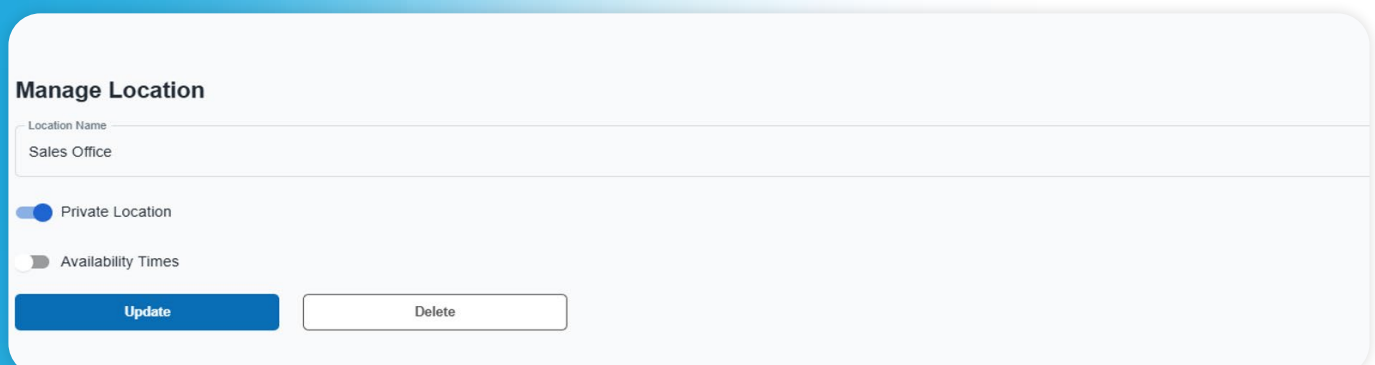 Manage Location
Location Name
Sales Office
Private Location
Availability Times
Update Delete